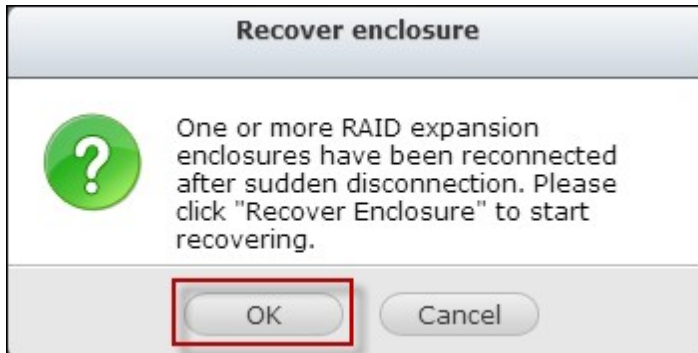 Recover enclosure
?
One or more RAID expansion
enclosures have been reconnected
after sudden disconnection. Please
click "Recover Enclosure" to start
recovering.
OK
Cancel